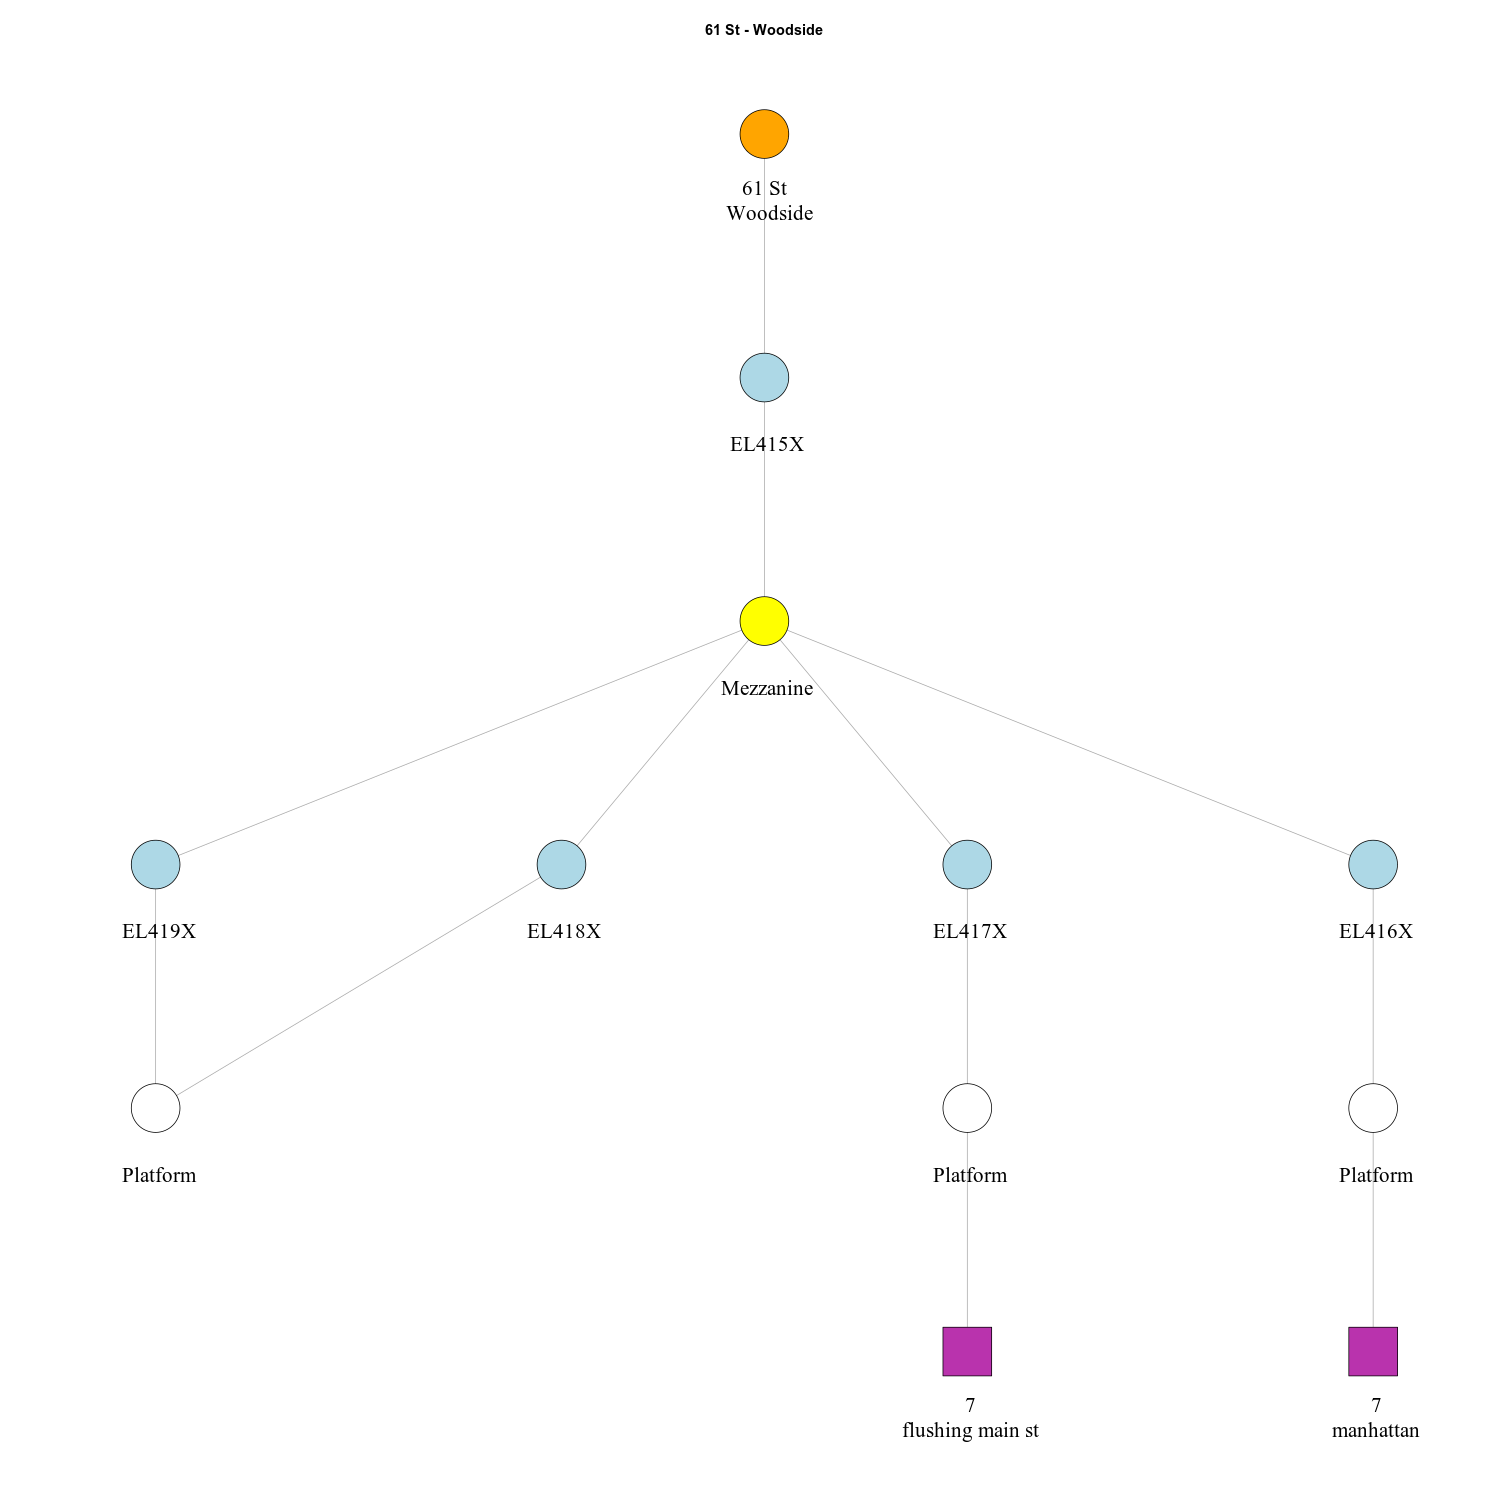 61 St - Woodside
61 St
Woodside
EL415X
Mezzanine
EL419X
EL418X
EL417X
EL416X
Platform
Platform
Platform
7
flushing main st
7
manhattan